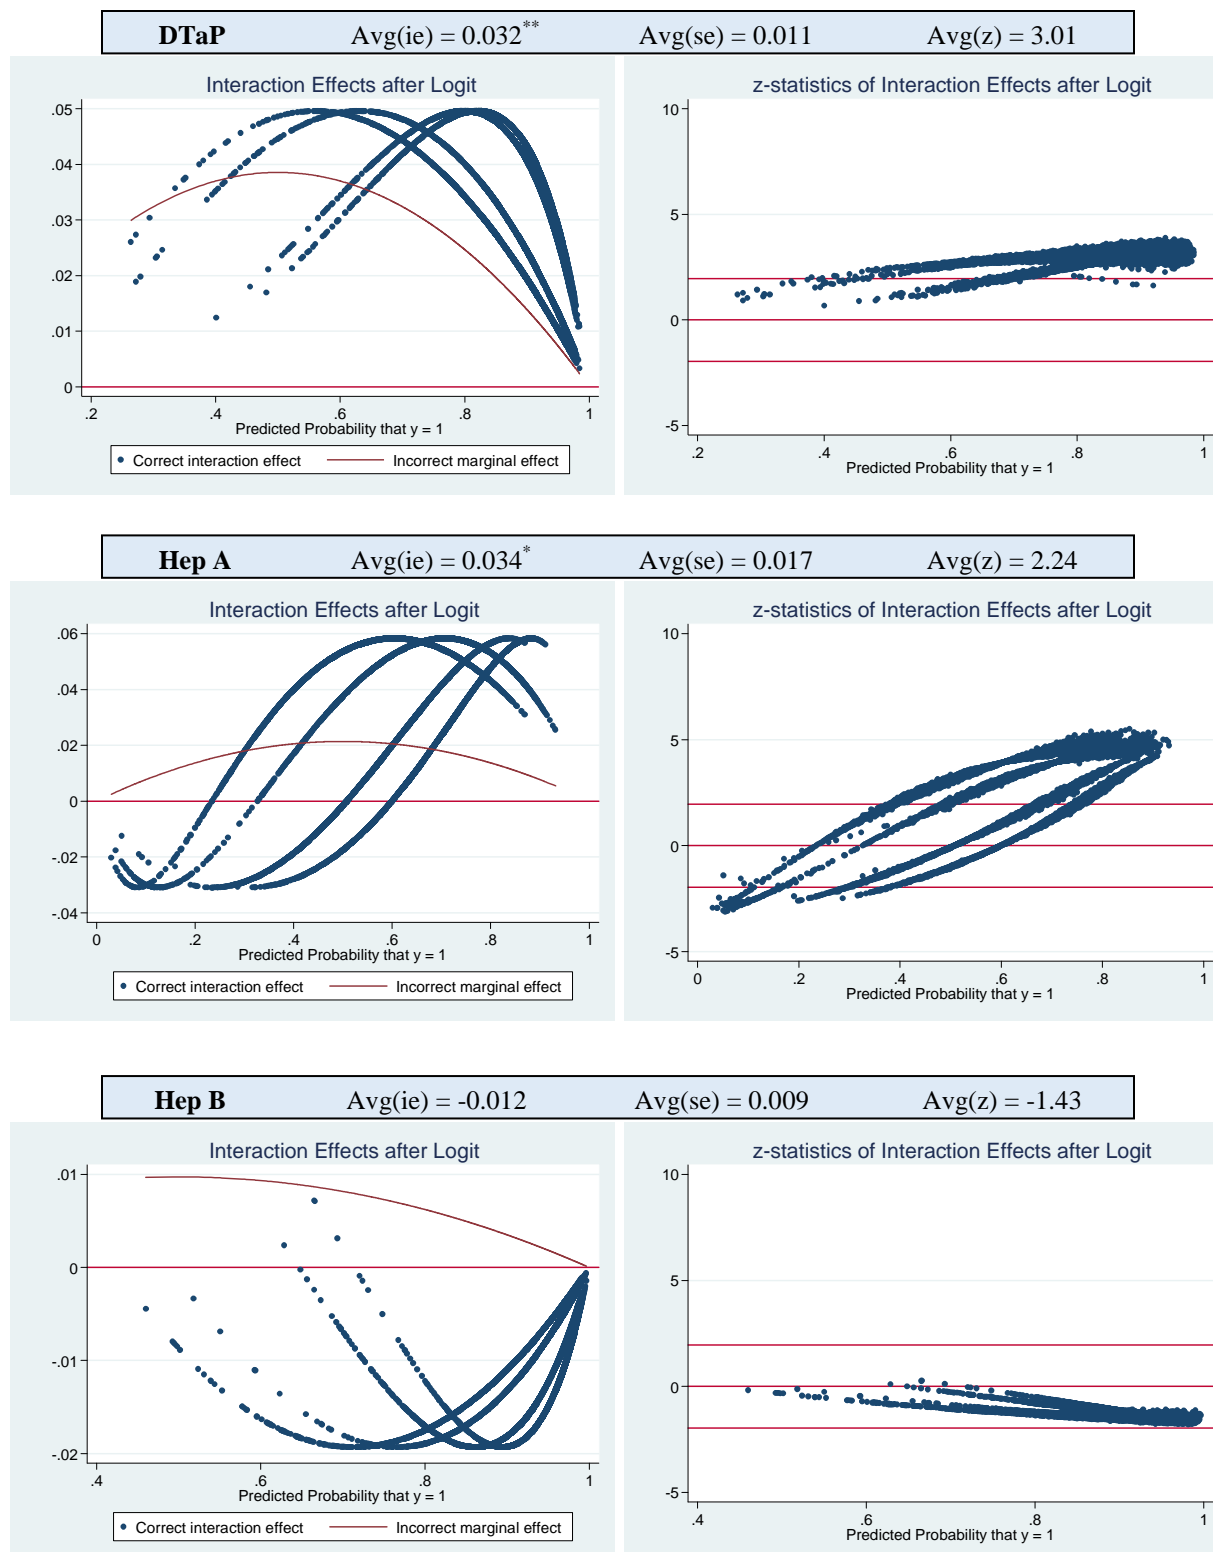 DTaP Avg(ie) = 0.032** Avg(se) = 0.011 Avg(z) = 3.01
Interaction Effects after Logit
.05
.04
.03
.02
.01
0
.2 .4 .6 .8 1
Predicted Probability that y = 1
Correct interaction effect Incorrect marginal effect
z-statistics of Interaction Effects after Logit
10
5
0
-5
.2 .4 .6 .8 1
Predicted Probability that y = 1
Hep A Avg(ie) = 0.034* Avg(se) = 0.017 Avg(z) = 2.24
Interaction Effects after Logit
.06
.04
.02
0
-.02
-.04
0 .2 .4 .6 .8 1
Predicted Probability that y = 1
Correct interaction effect Incorrect marginal effect
z-statistics of Interaction Effects after Logit
10
5
0
-5
0 .2 .4 .6 .8 1
Predicted Probability that y = 1
Hep B Avg(ie) = -0.012 Avg(se) = 0.009 Avg(z) = -1.43
Interaction Effects after Logit
.01
0
-.01
-.02
.4 .6 .8 1
Predicted Probability that y = 1
Correct interaction effect Incorrect marginal effect
z-statistics of Interaction Effects after Logit
10
5
0
-5
.4 .6 .8 1
Predicted Probability that y = 1